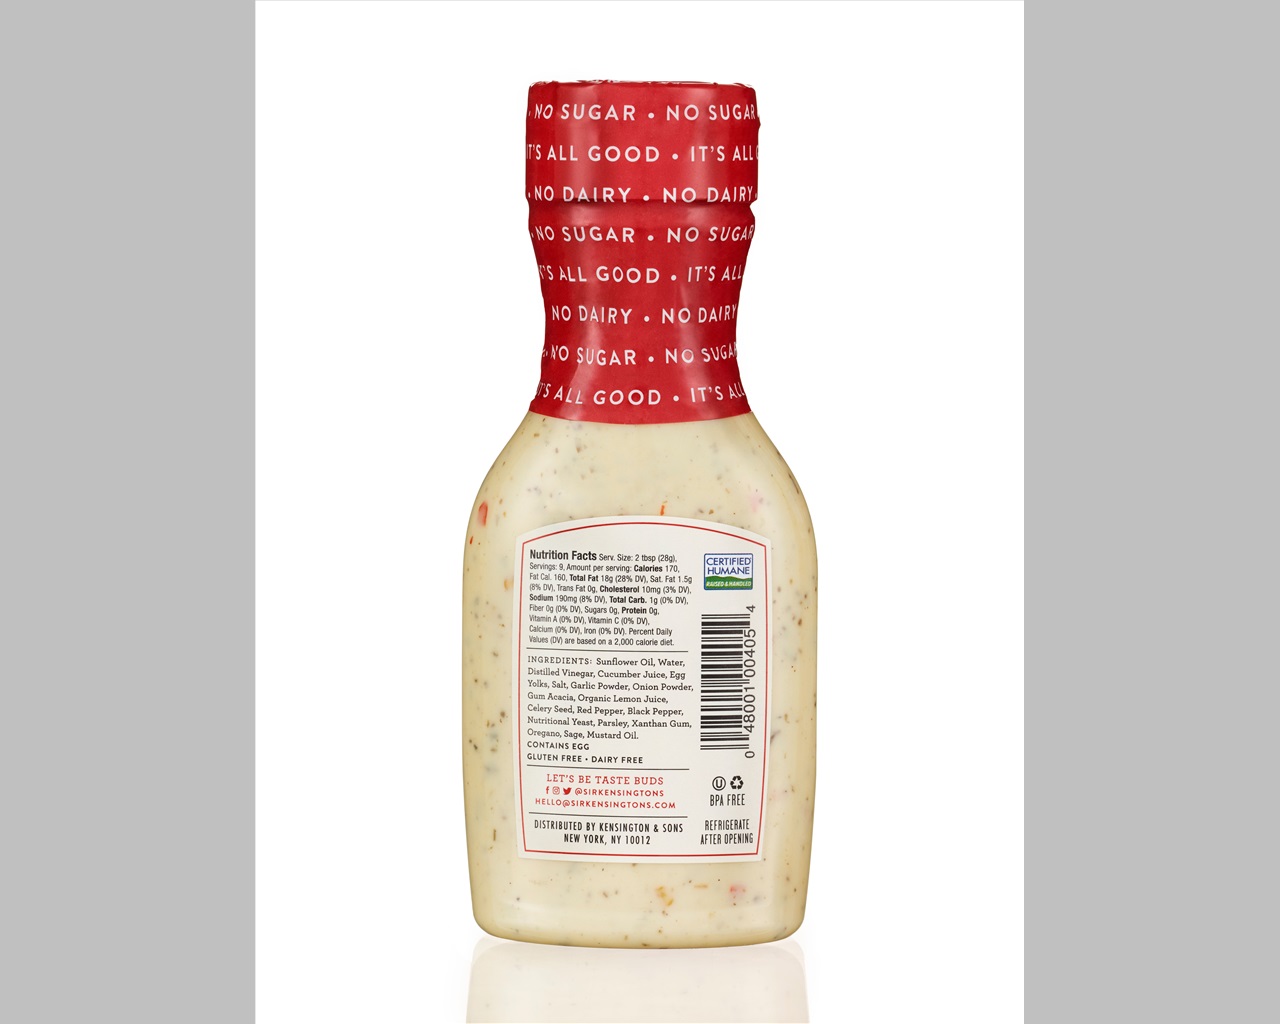 • NO SUGAR • NO SUGAR
IT'S ALL GOOD • IT'S ALL
• NO DAIRY • NO DAIRY
• NO SUGAR • NO SUGAR
IT'S ALL GOOD • IT'S ALL
NO DAIRY • NO DAIRY
• NO SUGAR • NO SUGAR
IT'S ALL GOOD • IT'S ALL
Nutrition Facts Serv. Size: 2 tbsp (28g),
Servings: 9, Amount per serving: Calories 170,
Fat Cal. 160, Total Fat 18g (28% DV), Sat. Fat 1.5g
(8% DV), Trans Fat 0g, Cholesterol 10mg (3% DV),
Sodium 190mg (8% DV), Total Carb. 1g (0% DV),
Fiber 0g (0% DV), Sugars 0g, Protein 0g,
Vitamin A (0% DV), Vitamin C (0% DV),
Calcium (0% DV), Iron (0% DV). Percent Daily
Values (DV) are based on a 2,000 calorie diet.
INGREDIENTS: Sunflower Oil, Water,
Distilled Vinegar, Cucumber Juice, Egg
Yolks, Salt, Garlic Powder, Onion Powder,
Gum Acacia, Organic Lemon Juice,
Celery Seed, Red Pepper, Black Pepper,
Nutritional Yeast, Parsley, Xanthan Gum,
Oregano, Sage, Mustard Oil.
CONTAINS EGG
GLUTEN FREE • DAIRY FREE
LET'S BE TASTE BUDS
@SIRKENSINGTONS
HELLO@SIRKENSINGTONS.COM
DISTRIBUTED BY KENSINGTON & SONS
NEW YORK, NY 10012
CERTIFIED
HUMANE
RAISED & HANDLED
0 48001 00405 4
U
BPA FREE
REFRIGERATE
AFTER OPENING